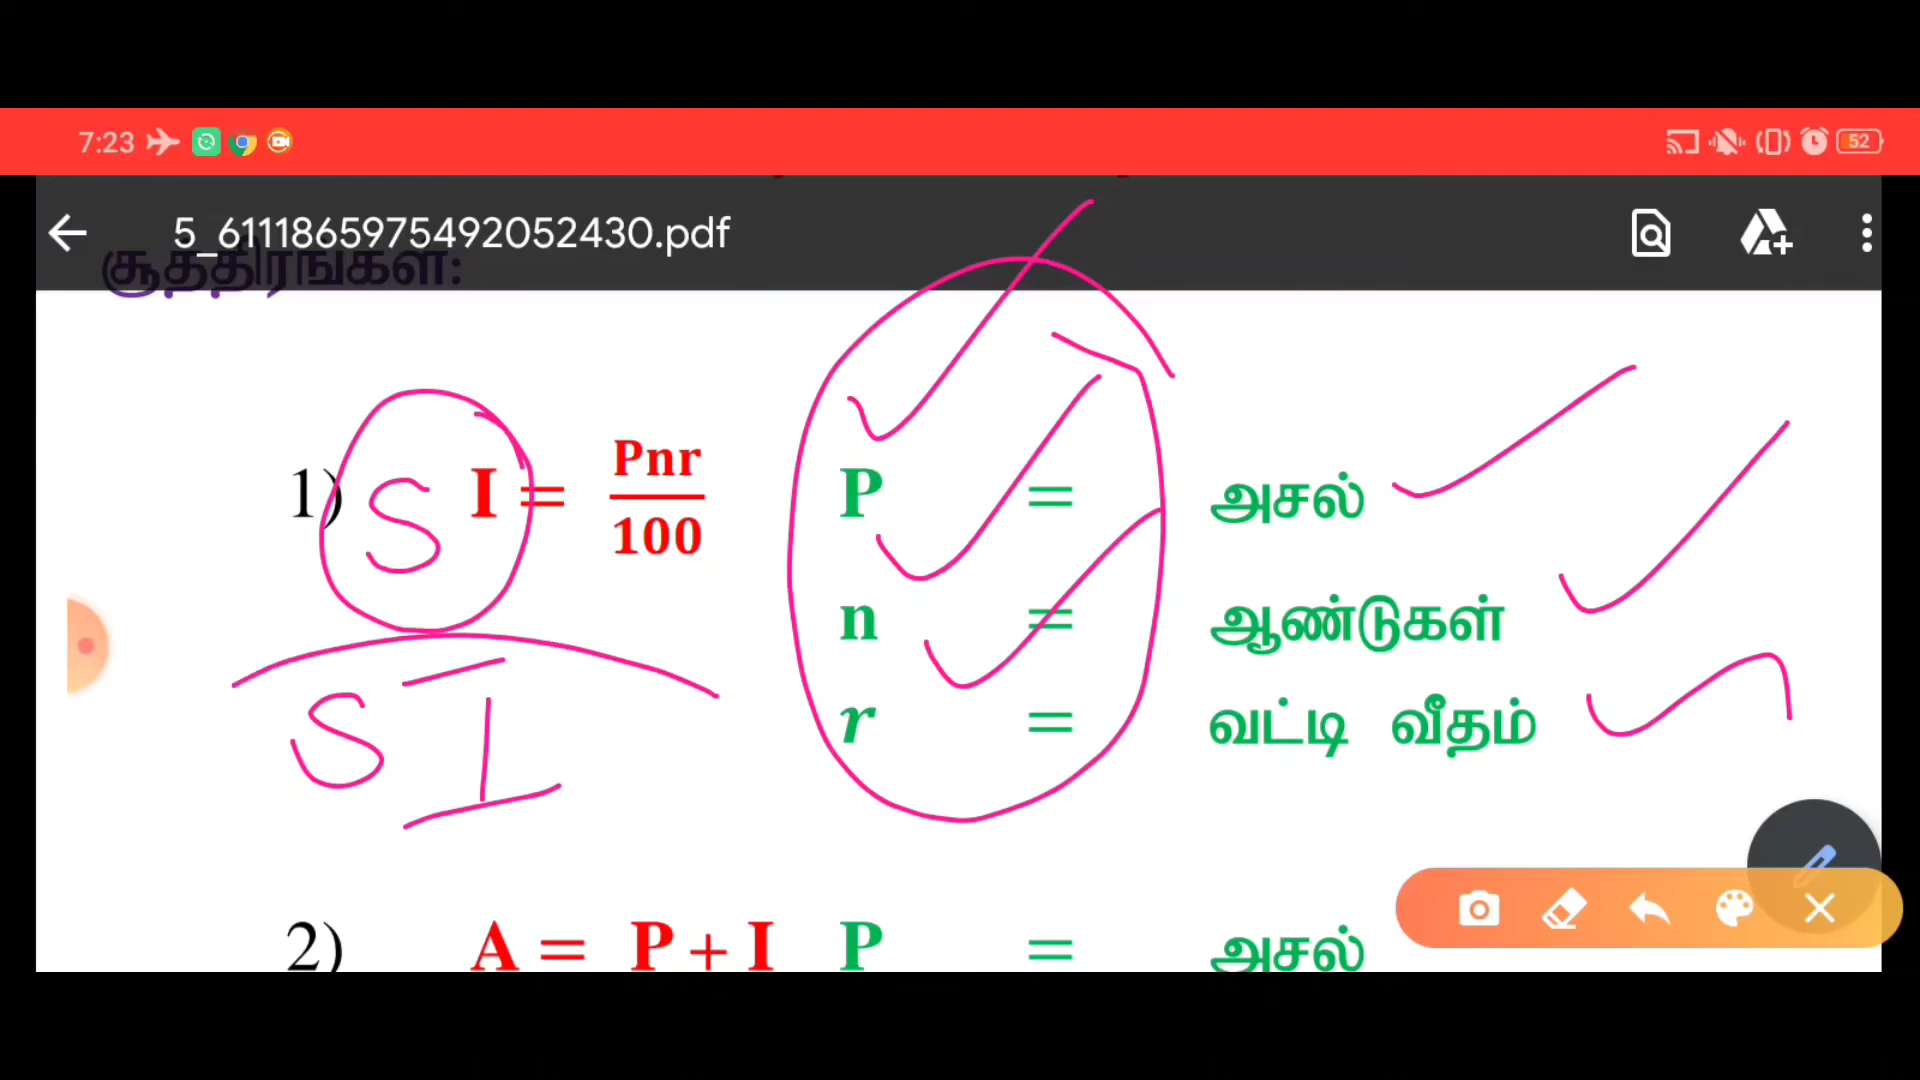 7:23 52
5_6111865975492052430.pdf
சூத்திரங்கள்:
1) S I = Pnr/100 P = அசல்
n = ஆண்டுகள்
r = வட்டி வீதம்
S I
2) A = P + I P = அசல்